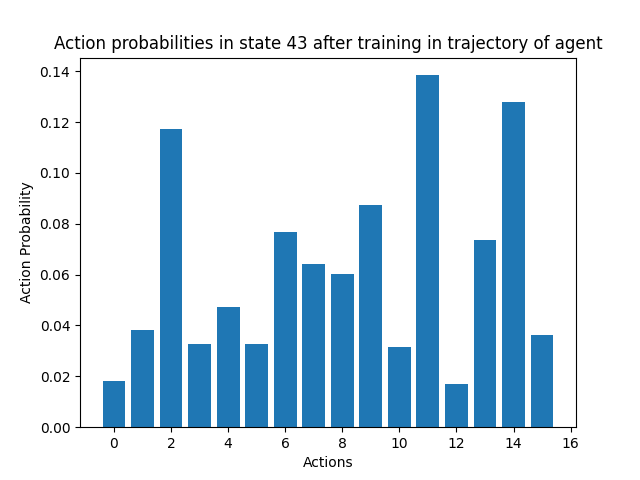 Action probabilities in state 43 after training in trajectory of agent
0.14
0.12
0.10
0.08
0.06
0.04
0.02
0.00
Action Probability
0 2 4 6 8 10 12 14 16
Actions